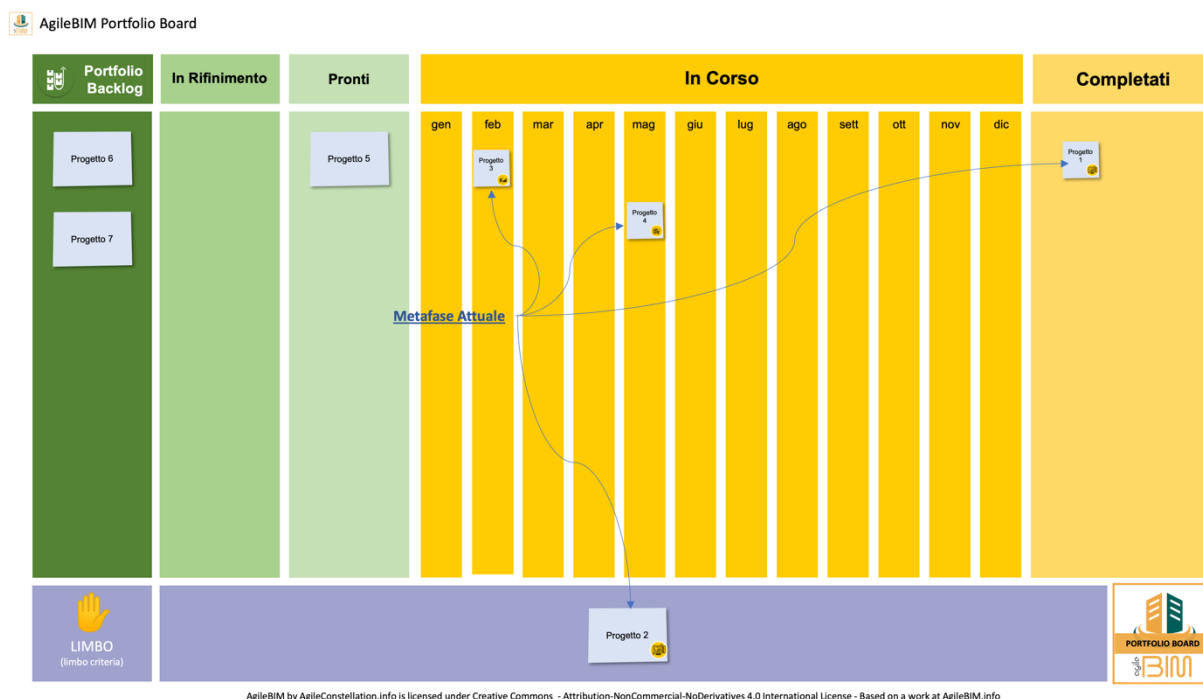 AgileBIM Portfolio Board
Portfolio
Backlog
In Rifinimento
Pronti
In Corso
Completati
gen
feb
mar
apr
mag
giu
lug
ago
sett
ott
nov
dic
Progetto 6
Progetto 5
Progetto
3
Progetto
1
Progetto
4
Progetto 7
Metafase Attuale
LIMBO
(limbo criteria)
Progetto 2
PORTFOLIO BOARD
agile
BIM
AgileBIM by AgileConstellation.info is licensed under Creative Commons - Attribution-NonCommercial-NoDerivatives 4.0 International License - Based on a work at AgileBIM.info